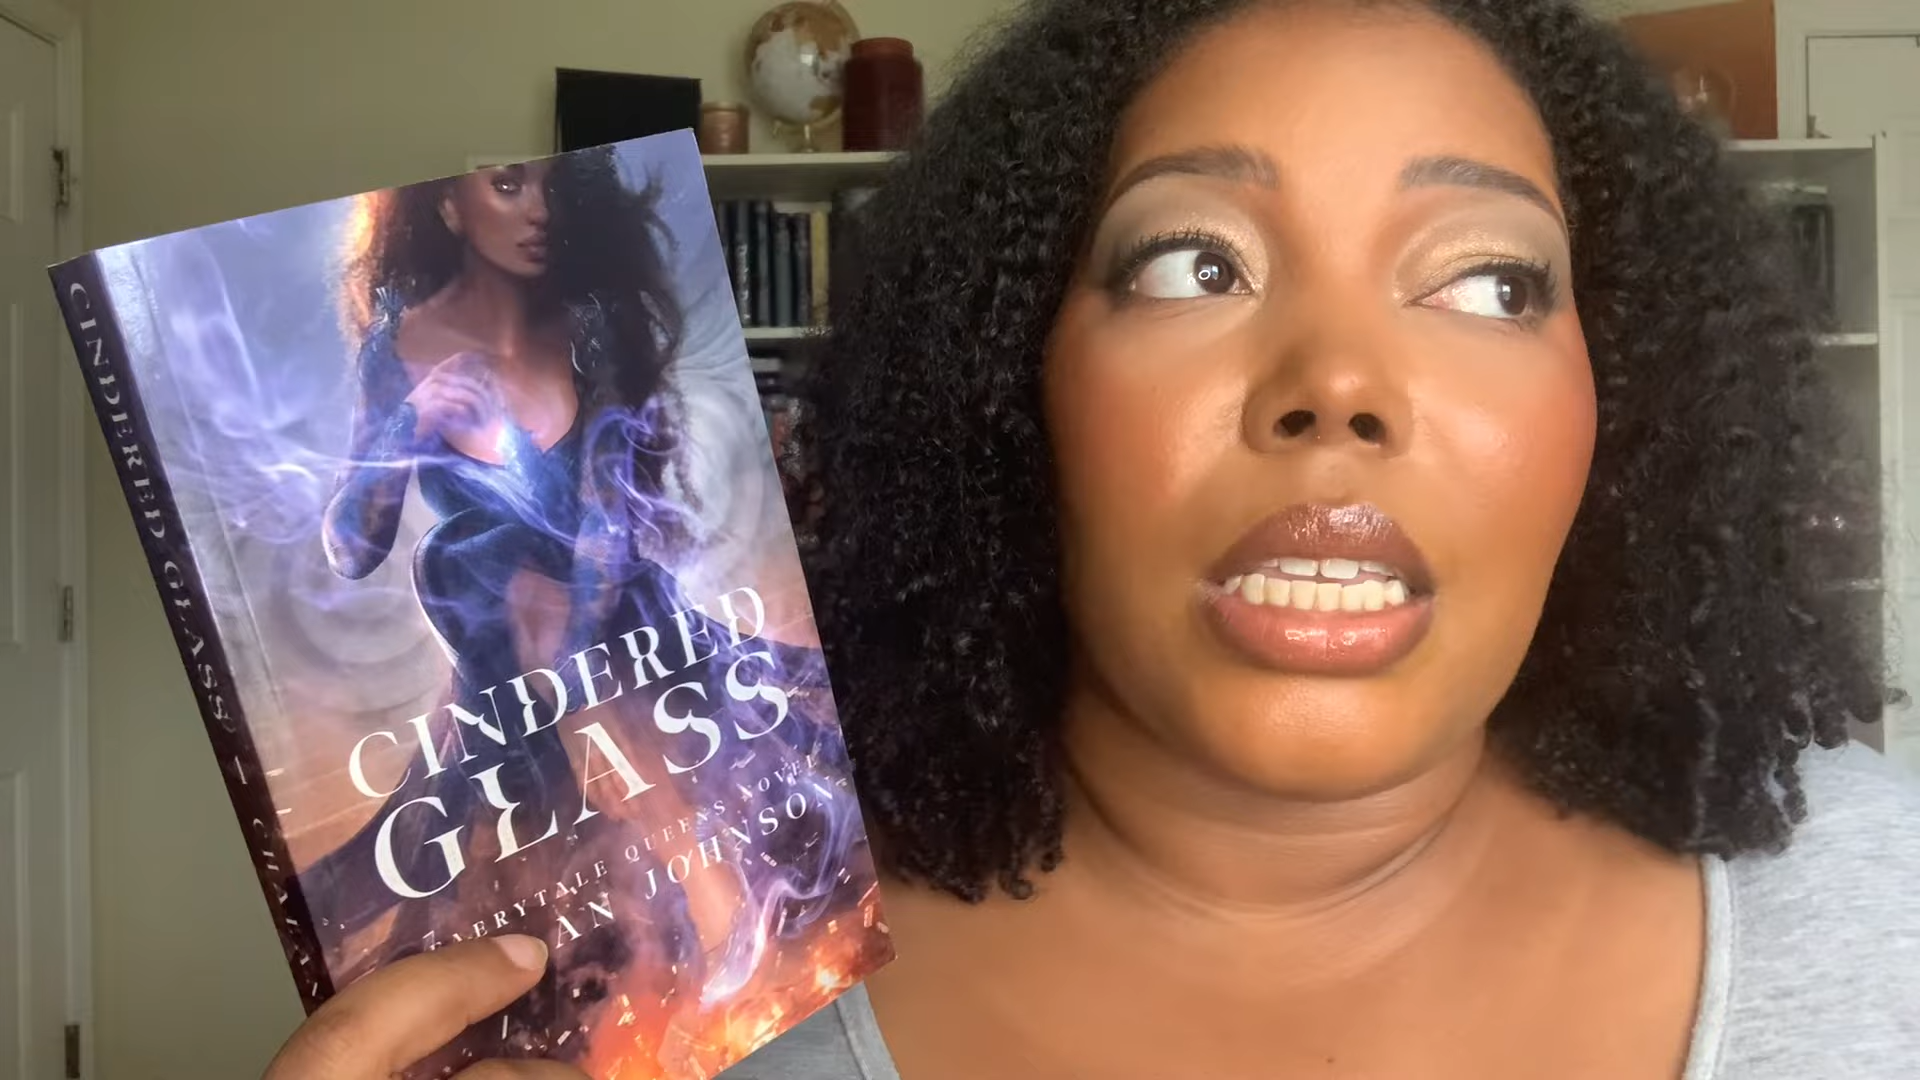 CINDERED GLASS
CINDERED
GLASS
FAERYTALE QUEENS NOVEL
JOHNSON